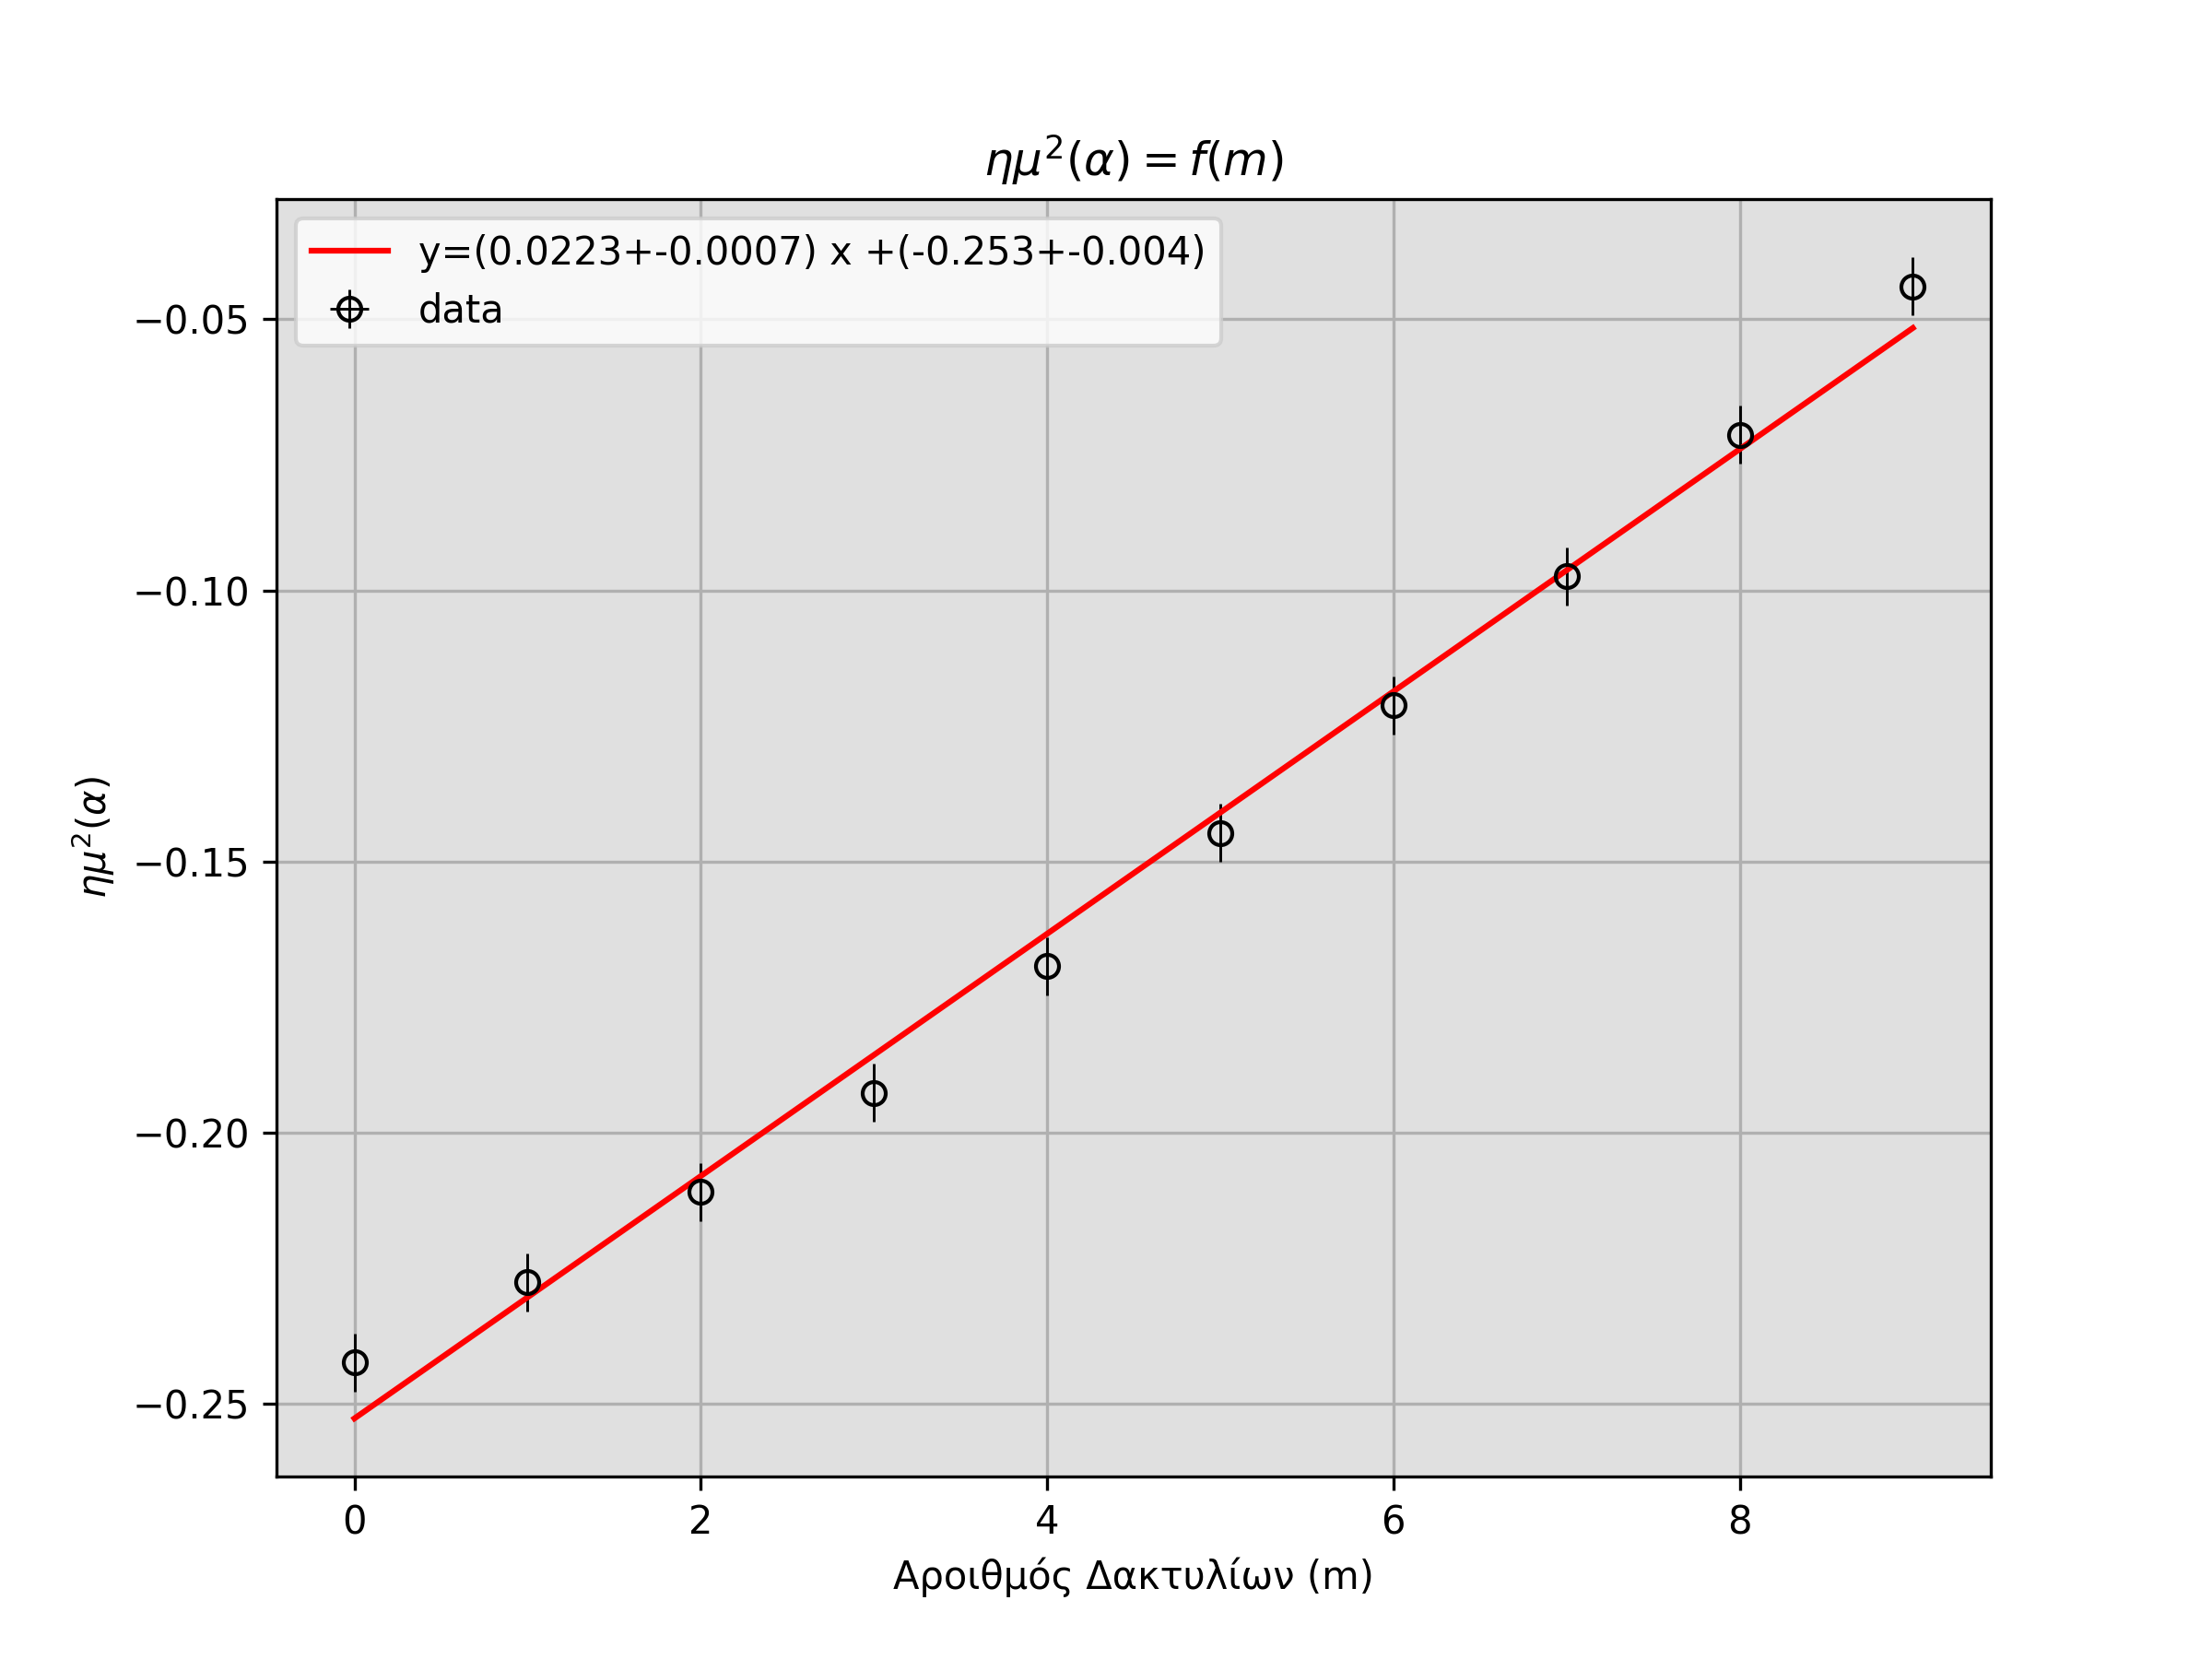 ημ²(α) = f(m)
y=(0.0223+-0.0007) x +(-0.253+-0.004)
data
−0.05
−0.10
−0.15
−0.20
−0.25
ημ²(α)
0 2 4 6 8
Αροιθμός Δακτυλίων (m)